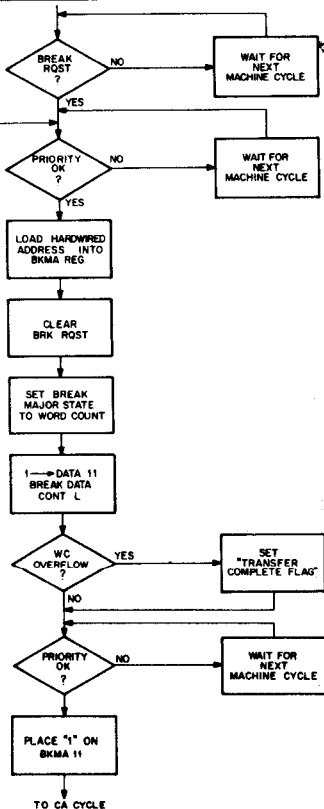 BREAK
RQST
?
NO
WAIT FOR
NEXT
MACHINE CYCLE
YES
PRIORITY
OK
?
NO
WAIT FOR
NEXT
MACHINE CYCLE
YES
LOAD HARDWIRED
ADDRESS INTO
BKMA REG
CLEAR
BRK RQST
SET BREAK
MAJOR STATE
TO WORD COUNT
1→DATA 11
BREAK DATA
CONT L
WC
OVERFLOW
?
YES
SET
"TRANSFER
COMPLETE FLAG"
NO
PRIORITY
OK
?
NO
WAIT FOR
NEXT
MACHINE CYCLE
PLACE "1" ON
BKMA 11
TO CA CYCLE